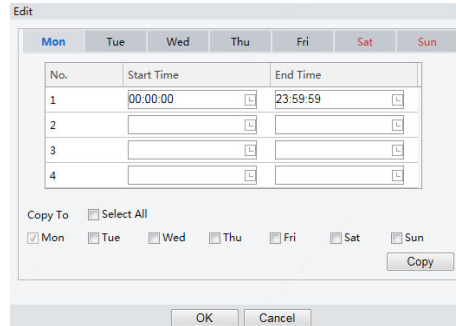 Edit
Mon Tue Wed Thu Fri Sat Sun
No. Start Time End Time
1 00:00:00 23:59:59
2
3
4
Copy To Select All
Mon Tue Wed Thu Fri Sat Sun
Copy
OK Cancel